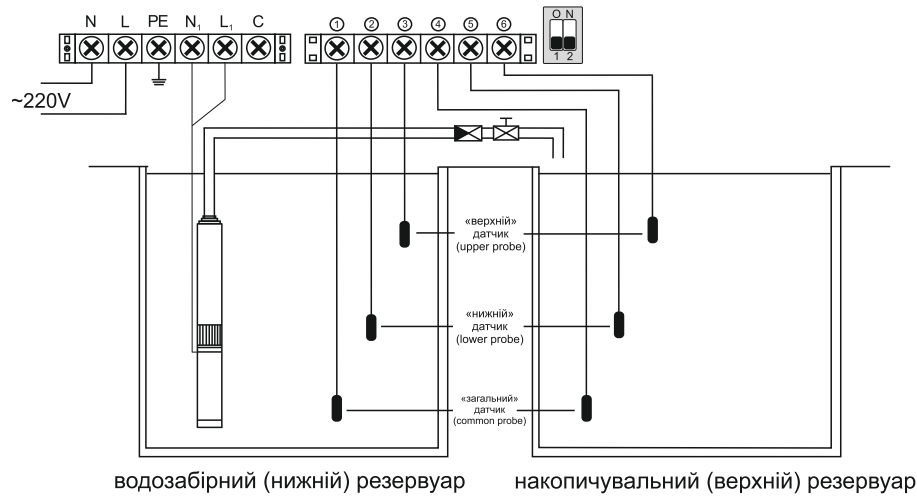 N L PE N1 L1 C
1 2 3 4 5 6
O N
1 2
~220V
«верхній»
датчик
(upper probe)
«нижній»
датчик
(lower probe)
«загальний»
датчик
(common probe)
водозабірний (нижній) резервуар
накопичувальний (верхній) резервуар